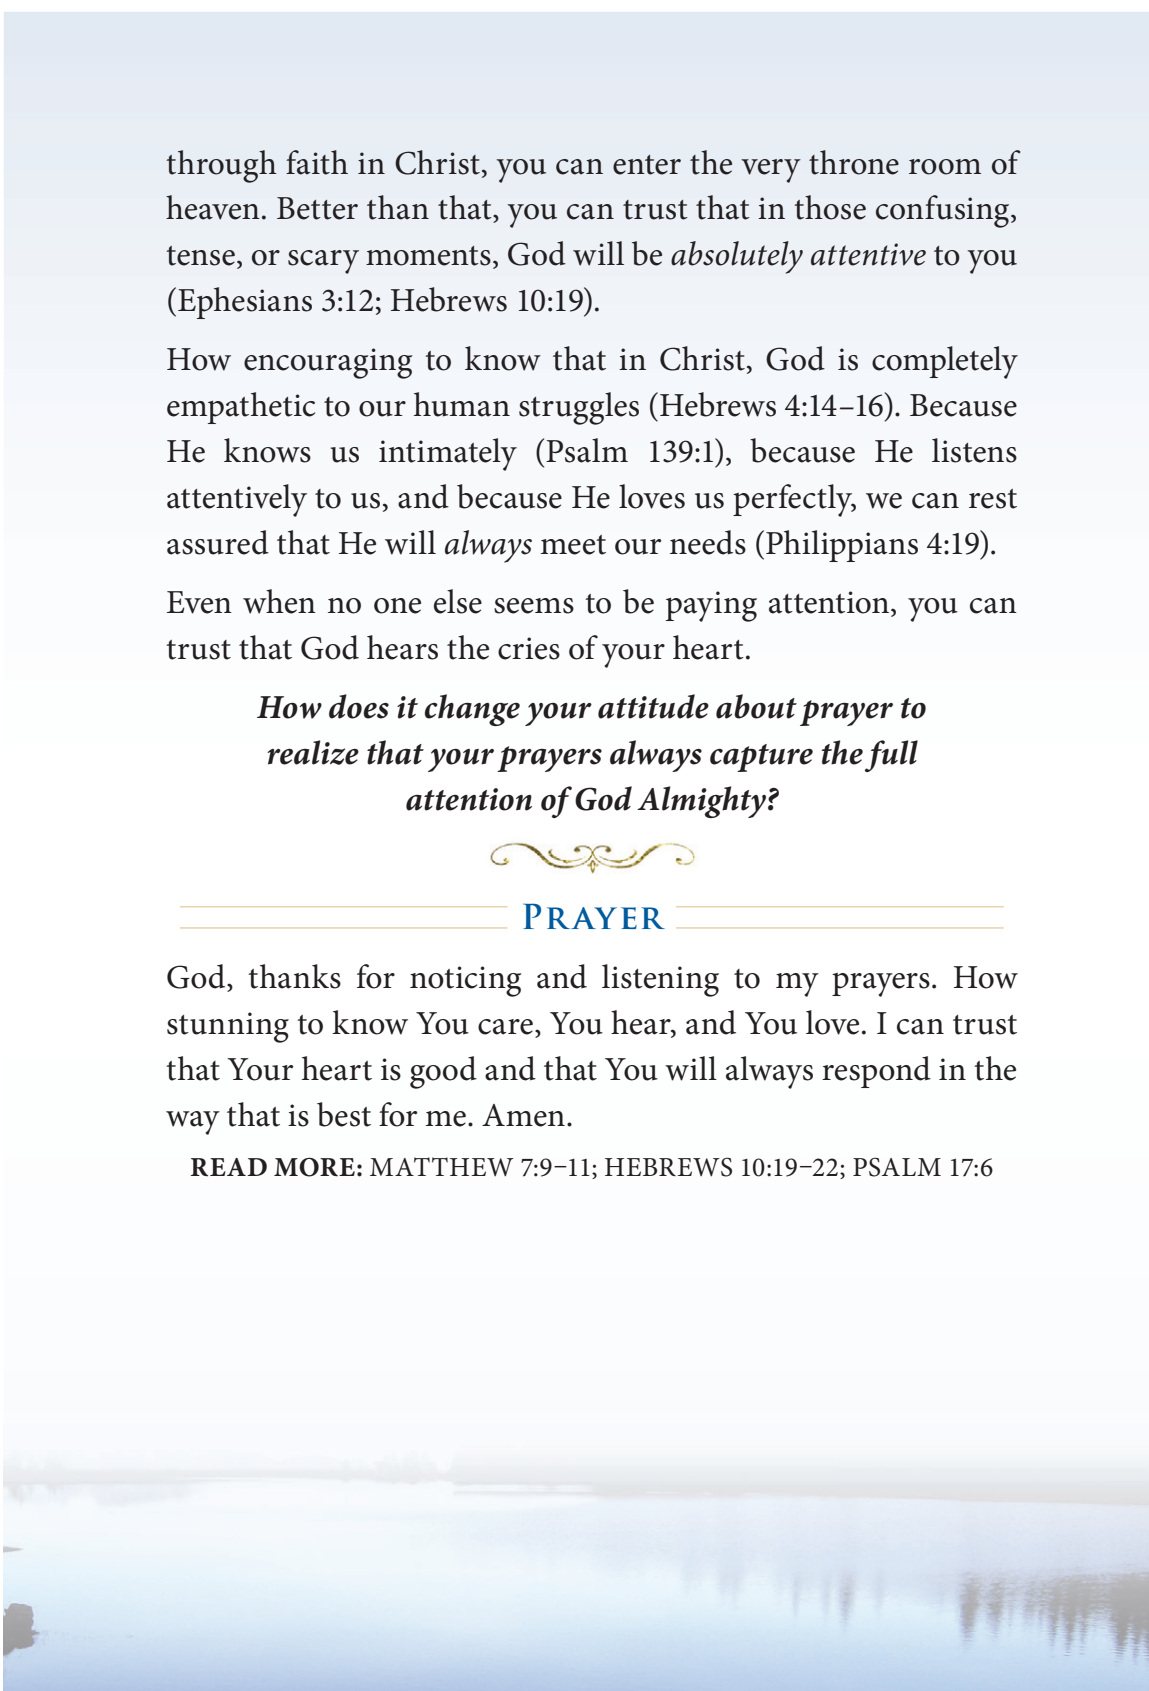 through faith in Christ, you can enter the very throne room of
heaven. Better than that, you can trust that in those confusing,
tense, or scary moments, God will be absolutely attentive to you
(Ephesians 3:12; Hebrews 10:19).
How encouraging to know that in Christ, God is completely
empathetic to our human struggles (Hebrews 4:14–16). Because
He knows us intimately (Psalm 139:1), because He listens
attentively to us, and because He loves us perfectly, we can rest
assured that He will always meet our needs (Philippians 4:19).
Even when no one else seems to be paying attention, you can
trust that God hears the cries of your heart.
How does it change your attitude about prayer to
realize that your prayers always capture the full
attention of God Almighty?
PRAYER
God, thanks for noticing and listening to my prayers. How
stunning to know You care, You hear, and You love. I can trust
that Your heart is good and that You will always respond in the
way that is best for me. Amen.
READ MORE: MATTHEW 7:9–11; HEBREWS 10:19–22; PSALM 17:6